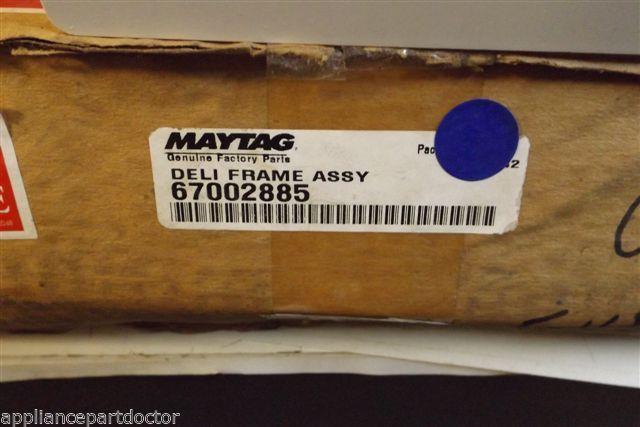 MAYTAG
Genuine Factory Parts
DELI FRAME ASSY
67002885
appliancepartdoctor